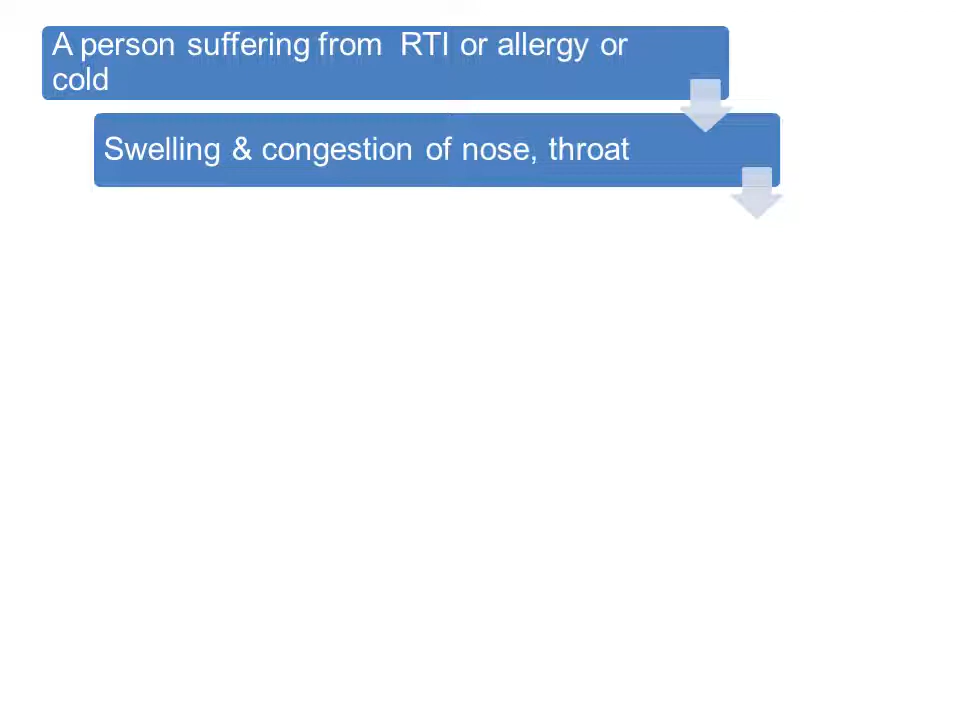 A person suffering from  RTI or allergy or
cold
Swelling & congestion of nose, throat